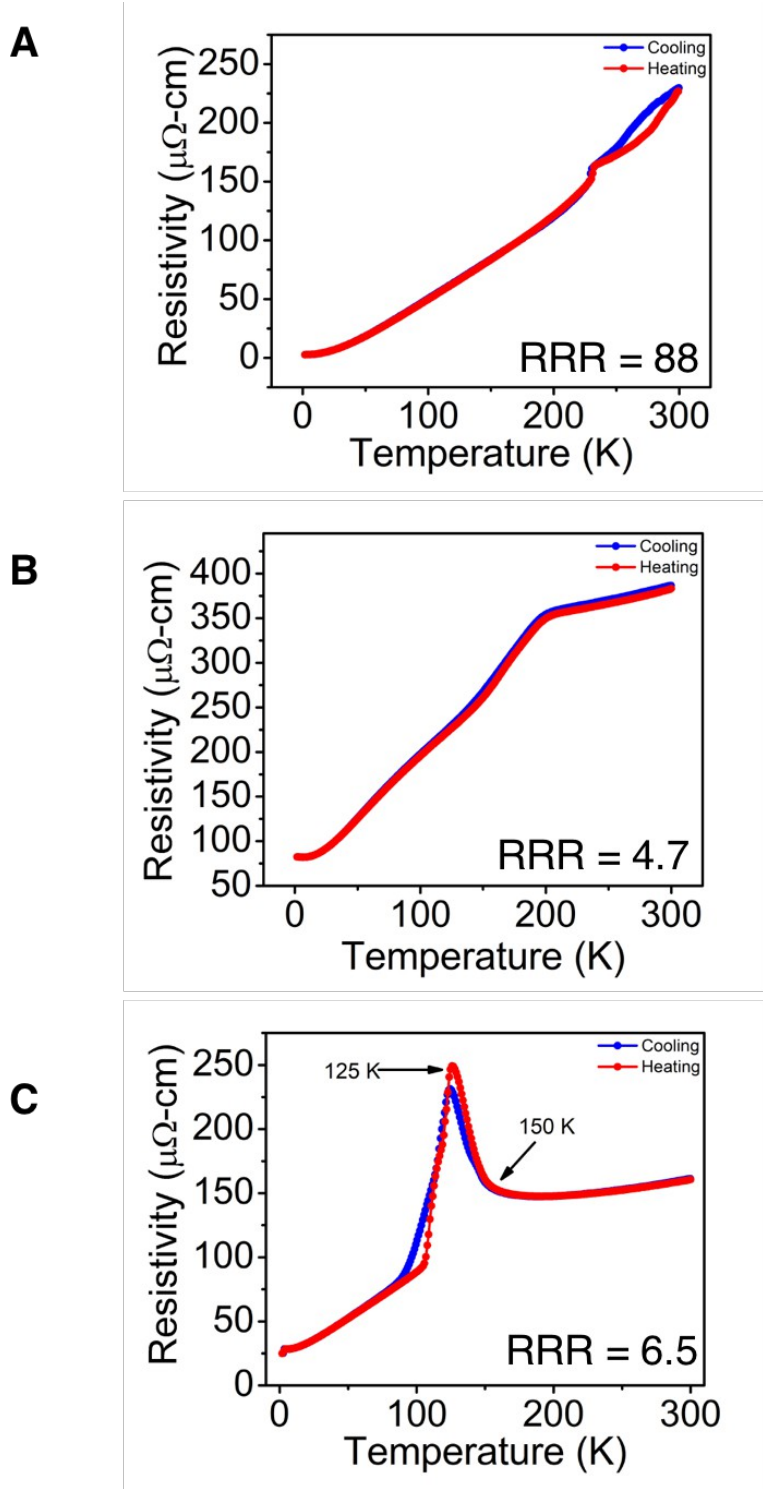 A
Cooling
Heating
250
200
150
100
50
0
Resistivity (μΩ-cm)
RRR = 88
0 100 200 300
Temperature (K)
B
Cooling
Heating
400
350
300
250
200
150
100
50
Resistivity (μΩ-cm)
RRR = 4.7
0 100 200 300
Temperature (K)
C
Cooling
Heating
250
200
150
100
50
0
Resistivity (μΩ-cm)
125 K
150 K
RRR = 6.5
0 100 200 300
Temperature (K)